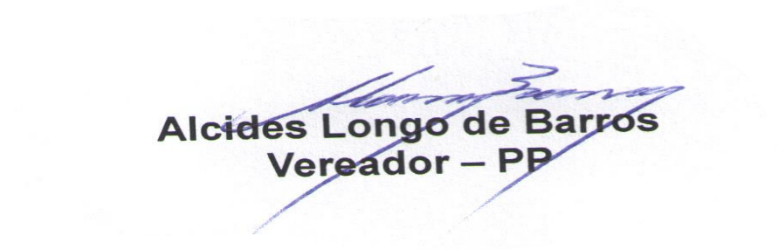 Alcides Longo de Barros
Vereador – PP